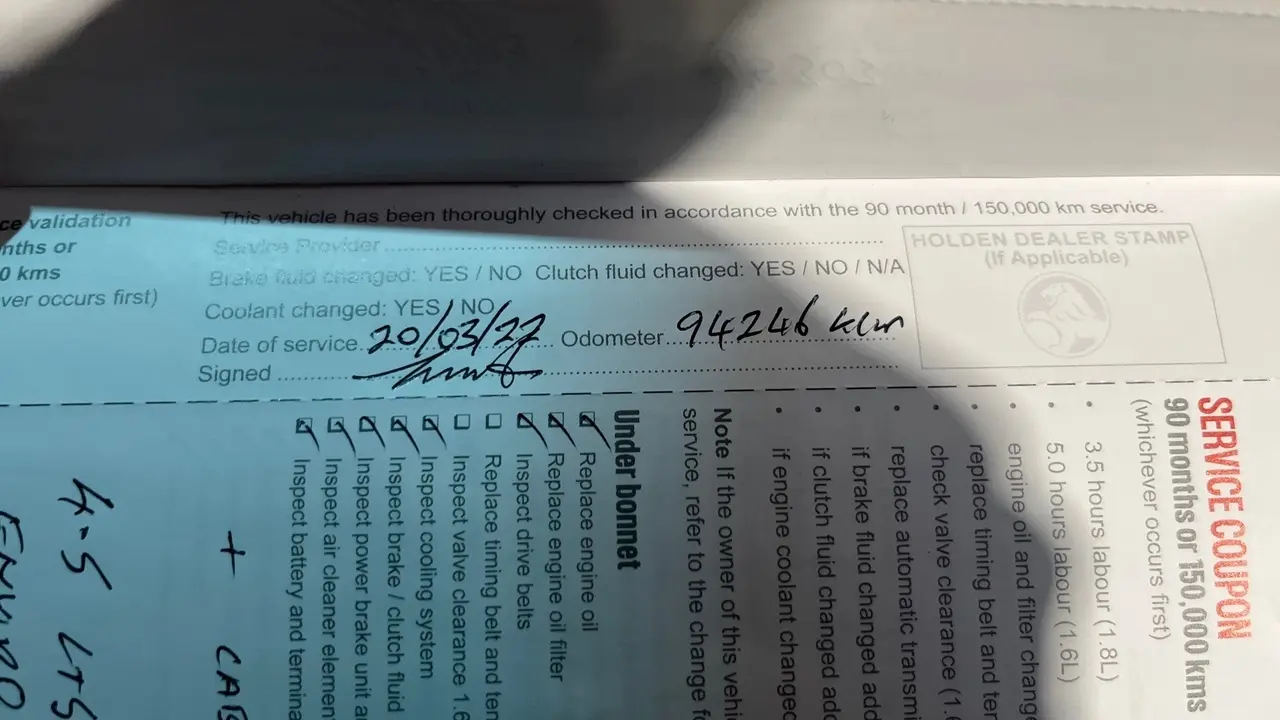 This vehicle has been thoroughly checked in accordance with the 90 month / 150,000 km service.
ce validation
nths or
0 kms
ver occurs first)
Service Provider
Brake fluid changed: YES / NO Clutch fluid changed: YES / NO / N/A
Coolant changed: YES / NO
Date of service 20/03/22 Odometer 94246 km
Signed
HOLDEN DEALER STAMP
(If Applicable)
SERVICE COUPON
90 months or 150,000 kms
(whichever occurs first)
• 3.5 hours labour (1.8L)
• 5.0 hours labour (1.6L)
• engine oil and filter change
• replace timing belt and ten
• check valve clearance (1.6
• replace automatic transmi
• if brake fluid changed add
• if clutch fluid changed add
• if engine coolant changed
Note If the owner of this vehi
service, refer to the change f
Under bonnet
Replace engine oil
Replace engine oil filter
Inspect drive belts
Replace timing belt and ten
Inspect valve clearance 1.6
Inspect cooling system
Inspect brake / clutch fluid
Inspect power brake unit a
Inspect air cleaner element
Inspect battery and termina
+ CAB
4.5 LTS